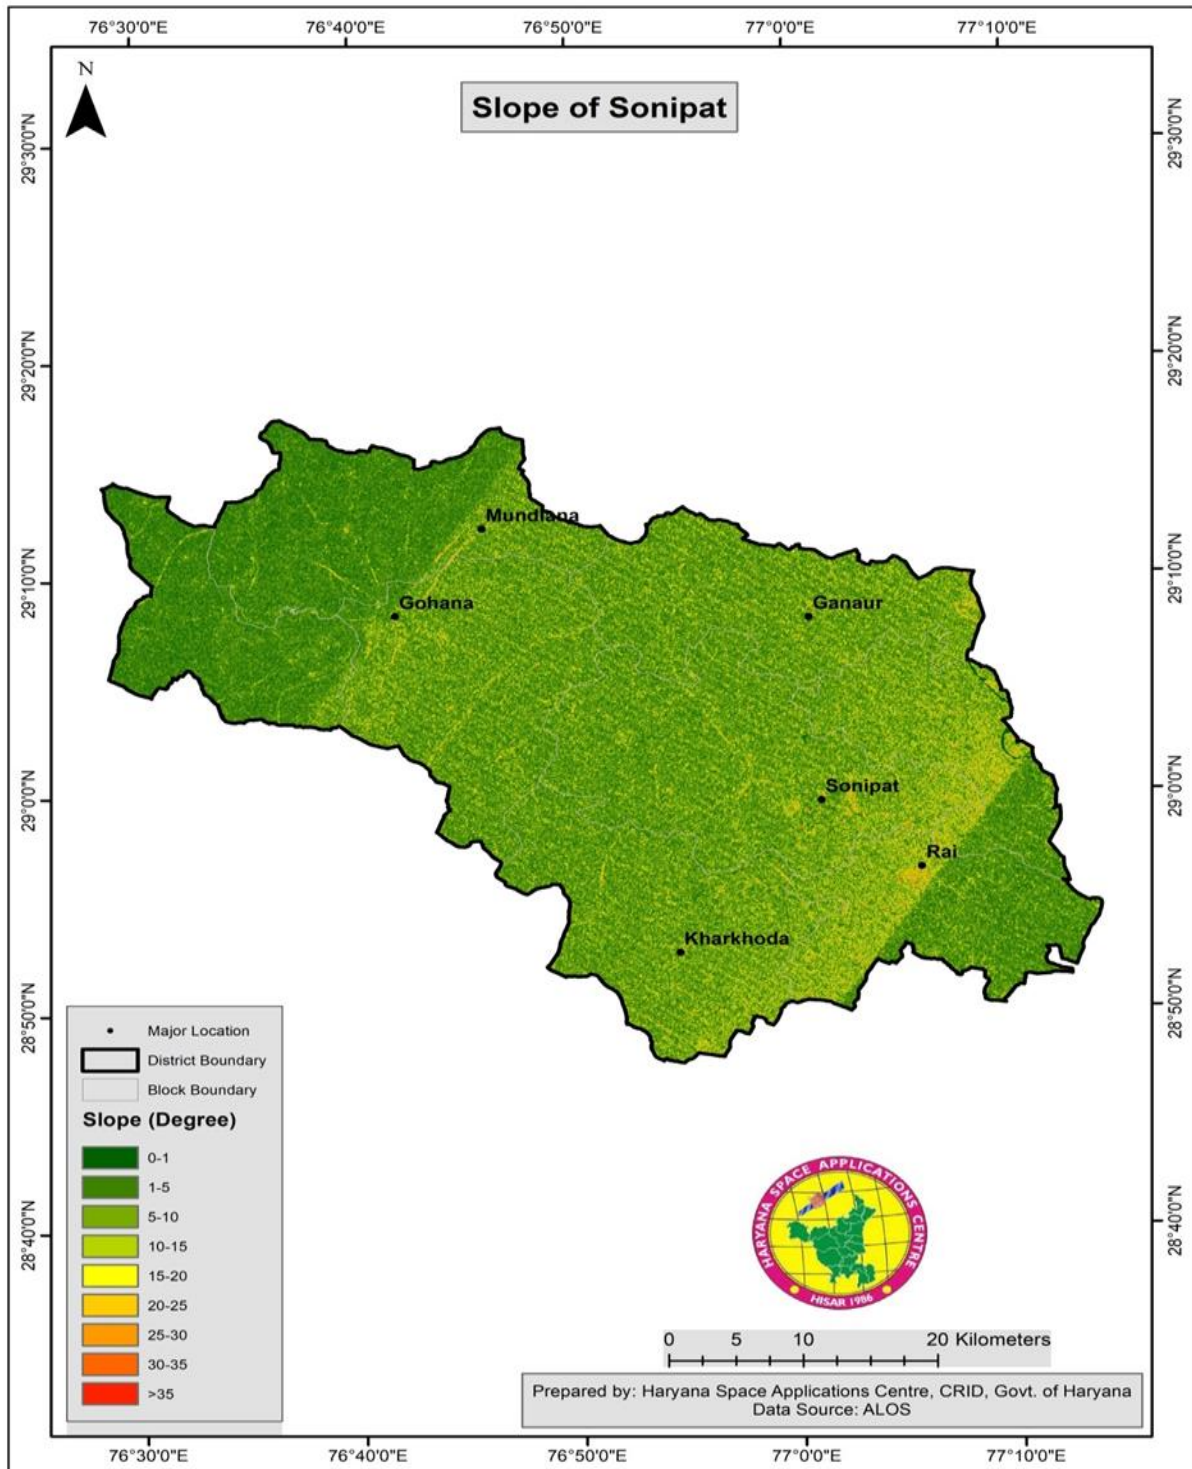 76°30'0"E 76°40'0"E 76°50'0"E 77°0'0"E 77°10'0"E
N
Slope of Sonipat
29°30'0"N
29°30'0"N
29°20'0"N
29°20'0"N
Mundlana
29°10'0"N
29°10'0"N
Gohana
Ganaur
29°0'0"N
29°0'0"N
Sonipat
Rai
Kharkhoda
28°50'0"N
28°50'0"N
Major Location
District Boundary
Block Boundary
Slope (Degree)
0-1
1-5
5-10
10-15
15-20
20-25
25-30
30-35
>35
28°40'0"N
28°40'0"N
HARYANA SPACE APPLICATIONS CENTRE
HISAR 1986
0 5 10 20 Kilometers
Prepared by: Haryana Space Applications Centre, CRID, Govt. of Haryana
Data Source: ALOS
76°30'0"E 76°40'0"E 76°50'0"E 77°0'0"E 77°10'0"E